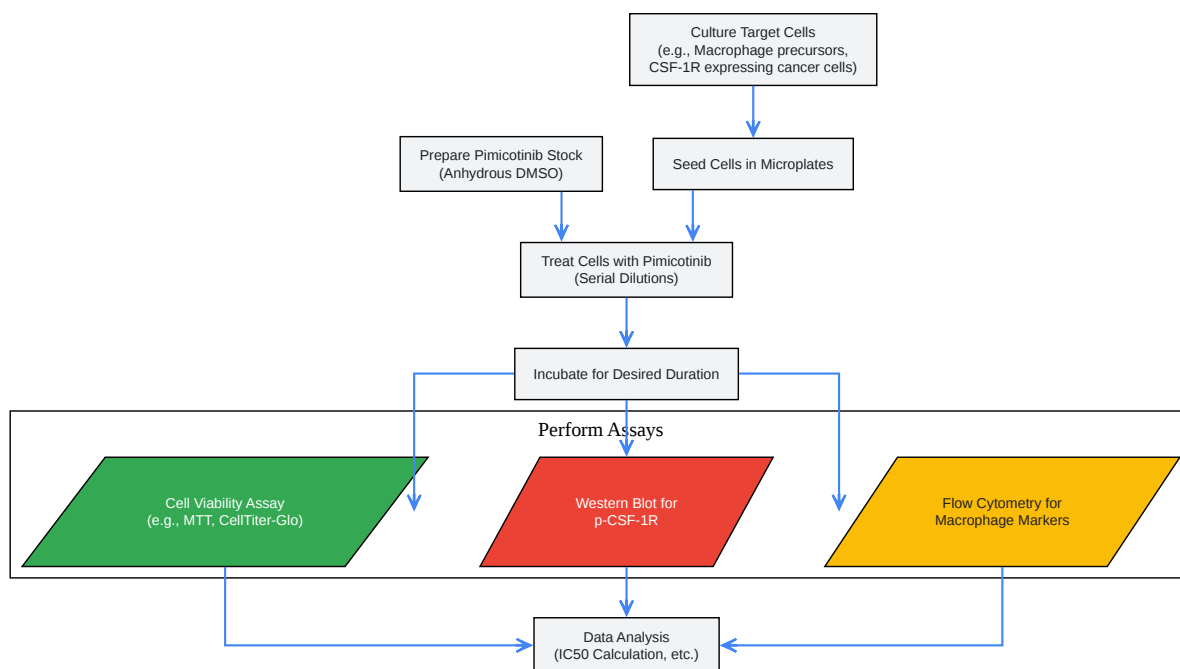 Culture Target Cells
(e.g., Macrophage precursors,
CSF-1R expressing cancer cells)
Prepare Pimicotinib Stock
(Anhydrous DMSO)
Seed Cells in Microplates
Treat Cells with Pimicotinib
(Serial Dilutions)
Incubate for Desired Duration
Perform Assays
Cell Viability Assay
(e.g., MTT, CellTiter-Glo)
Western Blot for
p-CSF-1R
Flow Cytometry for
Macrophage Markers
Data Analysis
(IC50 Calculation, etc.)